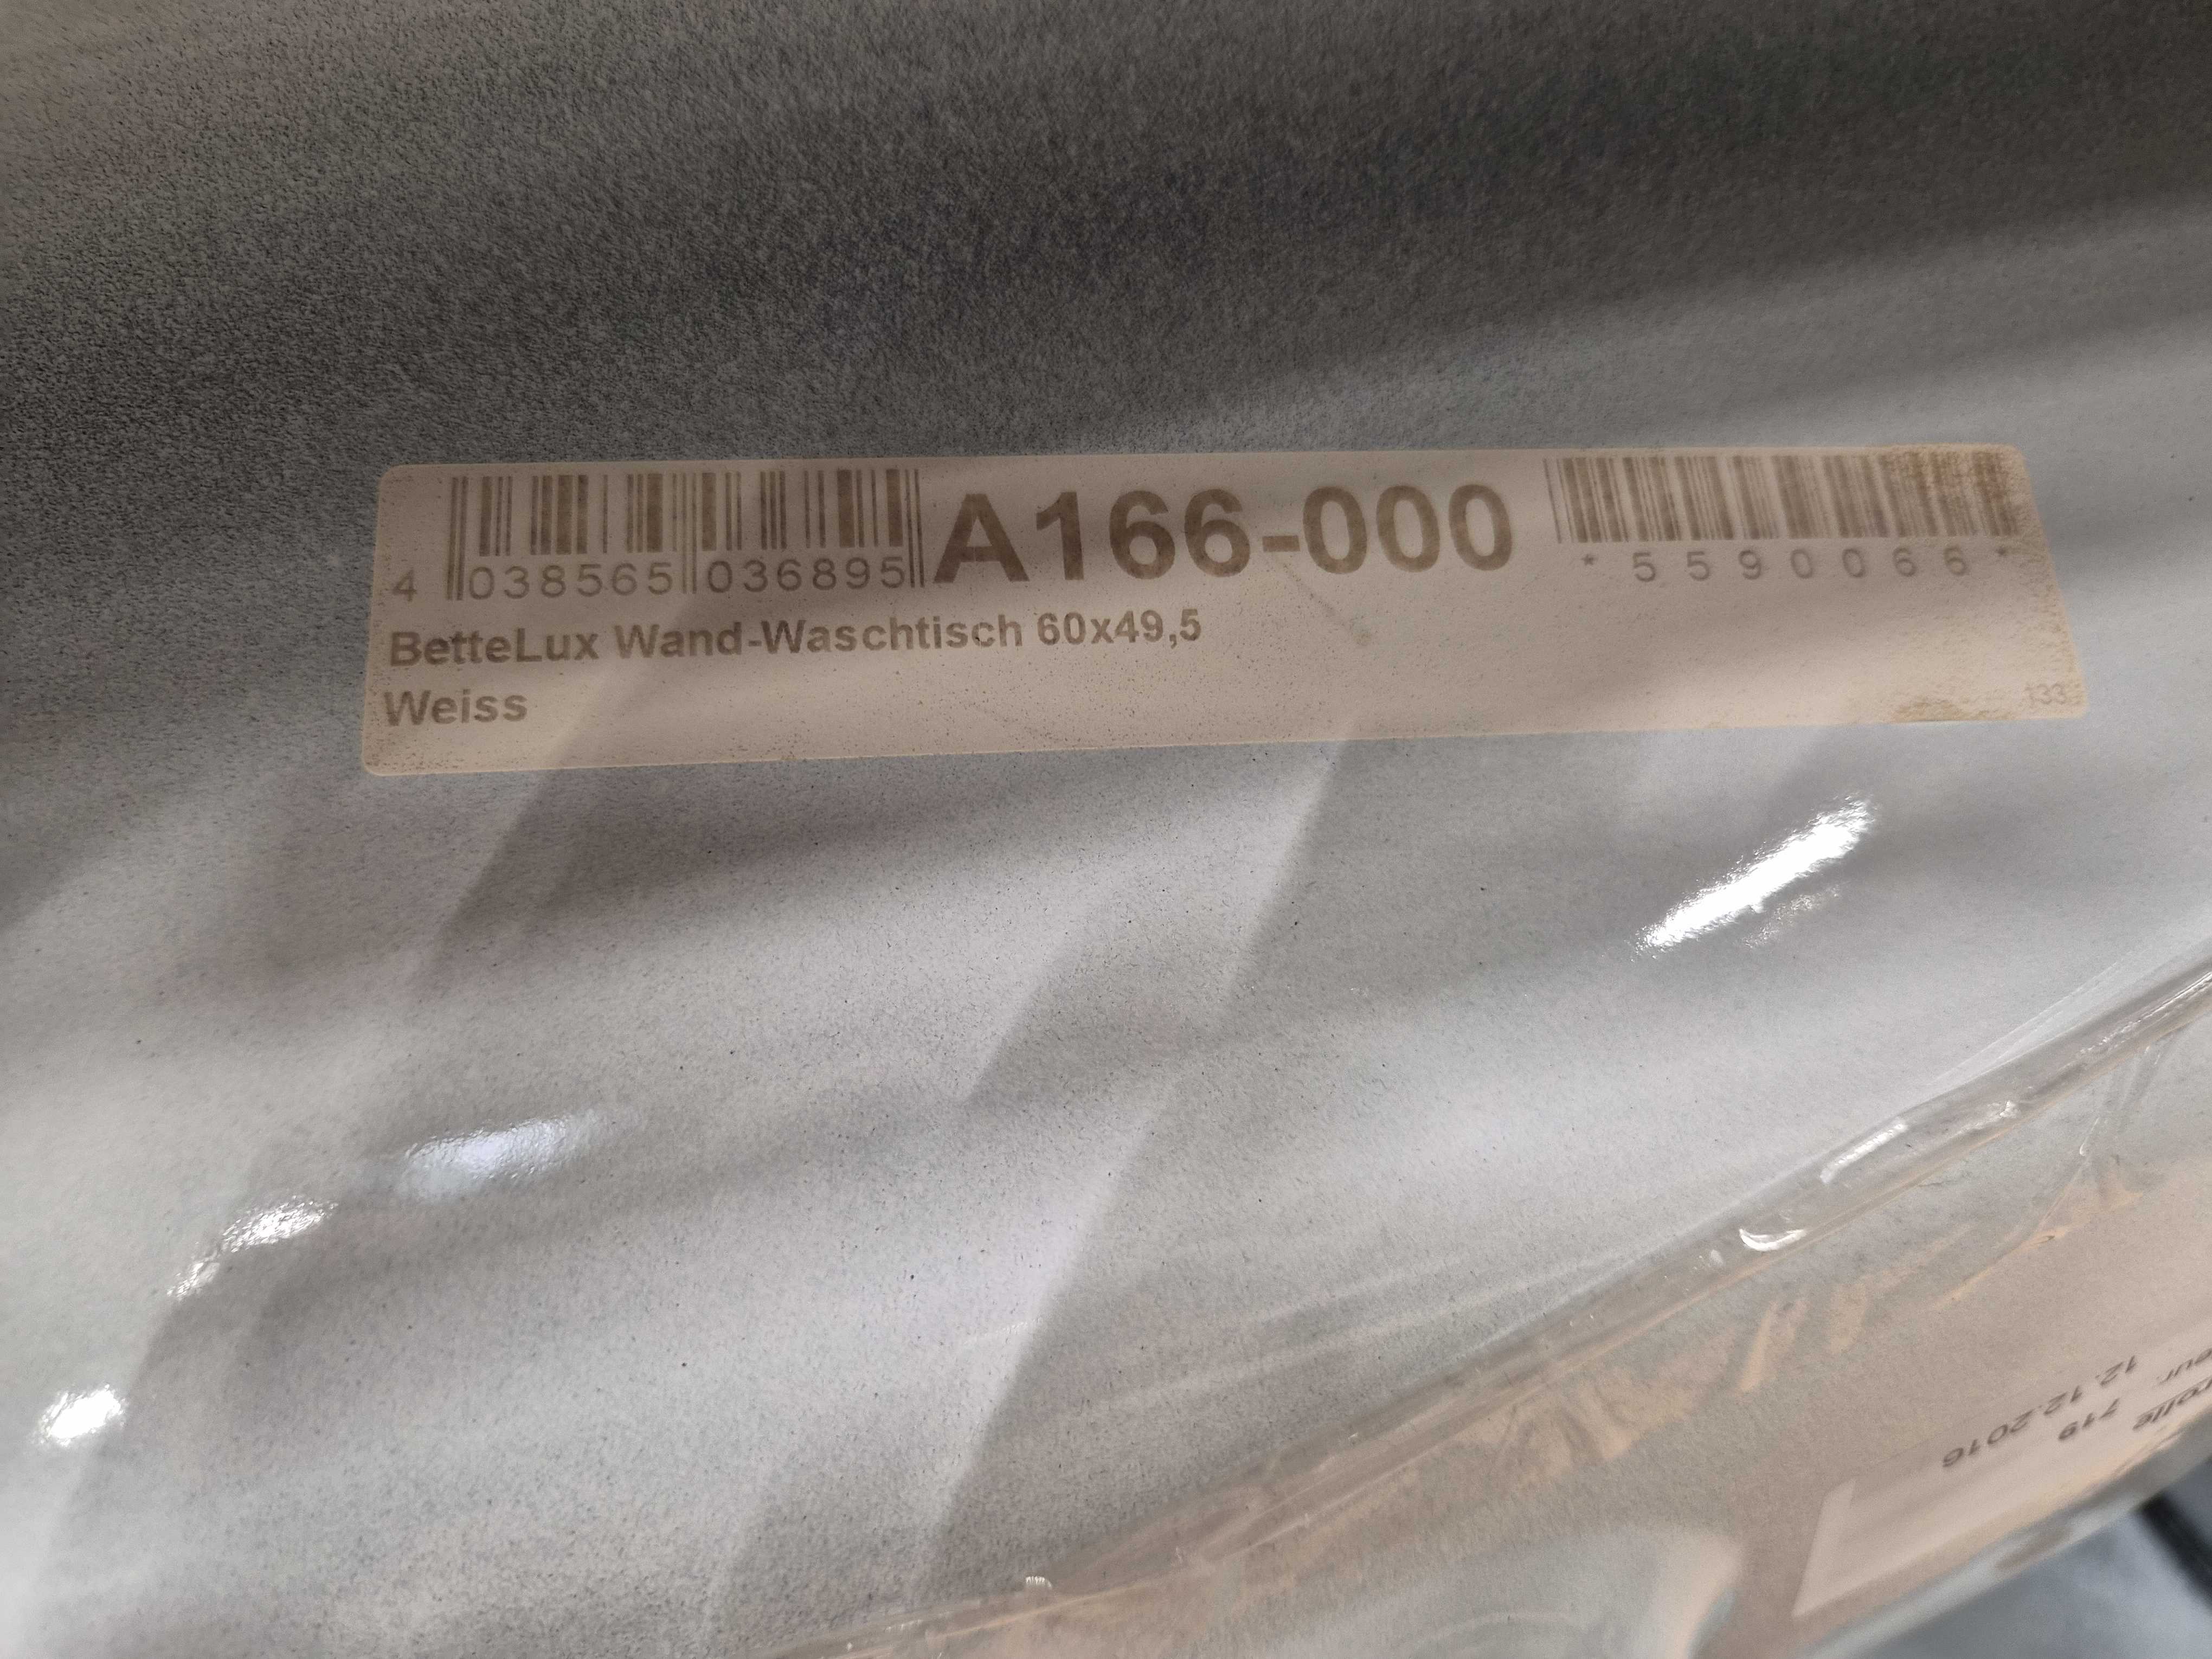 4 038565 036895
A166-000
*5590066*
BetteLux Wand-Waschtisch 60x49,5
Weiss
133
719
12.12.2016